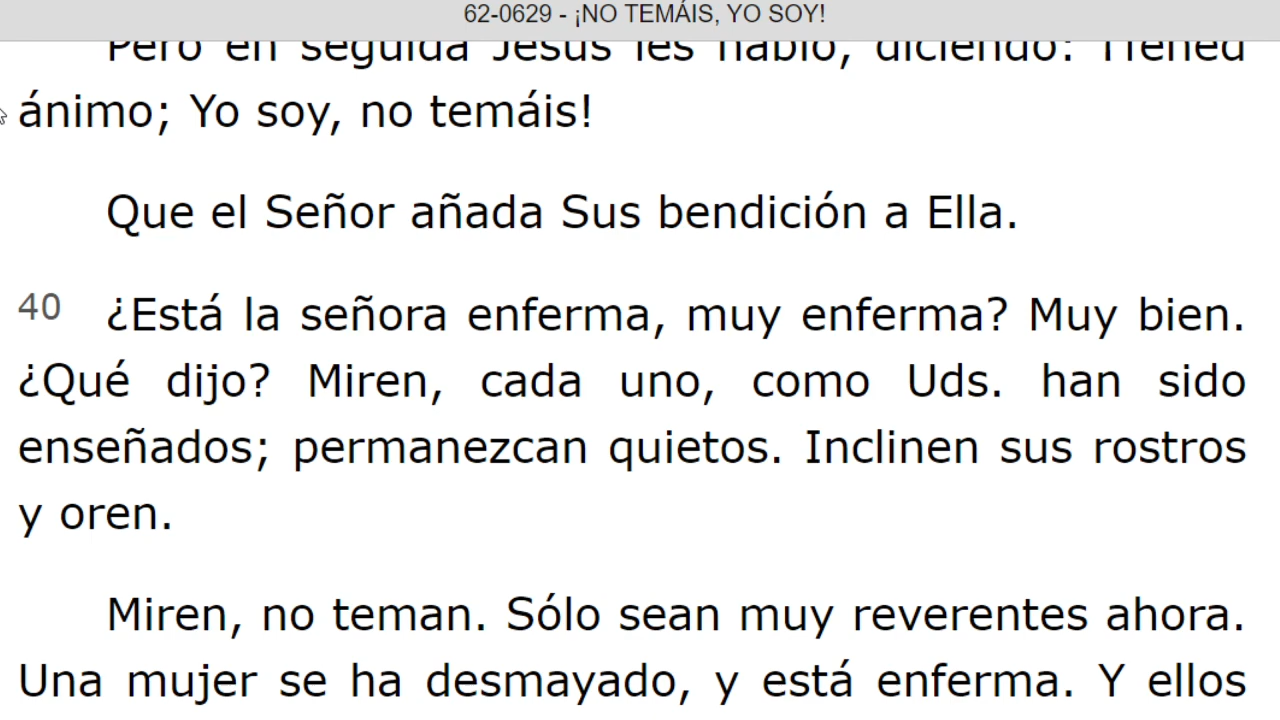 62-0629 - ¡NO TEMÁIS, YO SOY!
Pero en seguida Jesús les habló, diciendo: ¡Tened
ánimo; Yo soy, no temáis!
Que el Señor añada Sus bendición a Ella.
40 ¿Está la señora enferma, muy enferma? Muy bien.
¿Qué dijo? Miren, cada uno, como Uds. han sido
enseñados; permanezcan quietos. Inclinen sus rostros
y oren.
Miren, no teman. Sólo sean muy reverentes ahora.
Una mujer se ha desmayado, y está enferma. Y ellos